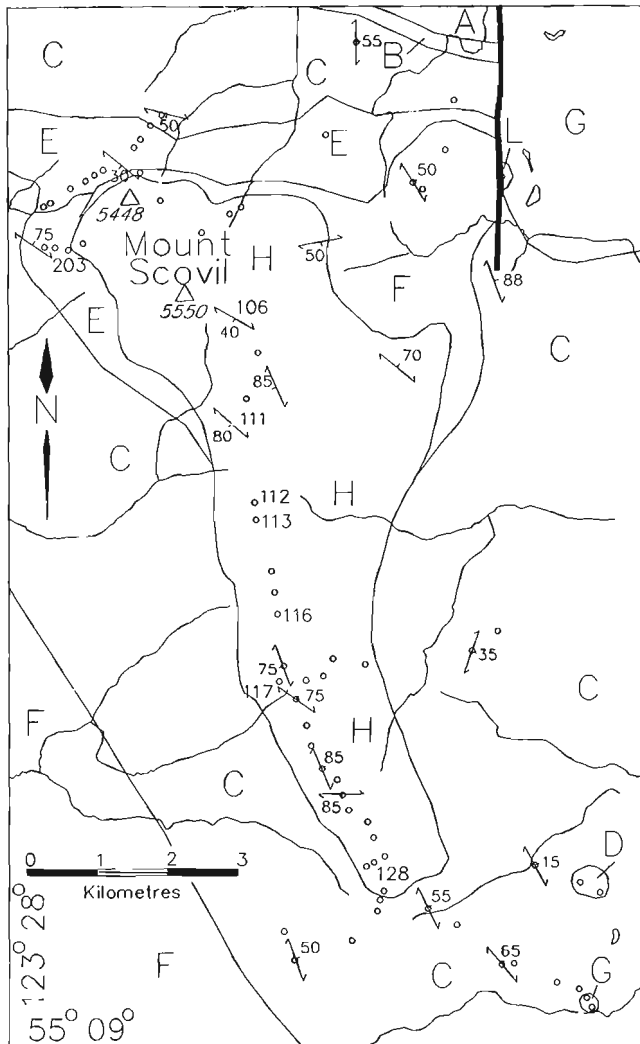 A
55
B
C
C
50
G
E
E
L
30
50
5448
75
203
Mount
Scovil
H
50
F
5550
88
E
106
40
C
70
85
N
111
80
C
H
112
113
116
35
75
117
75
C
F
H
85
C
85
0 1 2 3
Kilometres
D
128
15
55
123° 28'
50
65
F
C
G
55° 09°